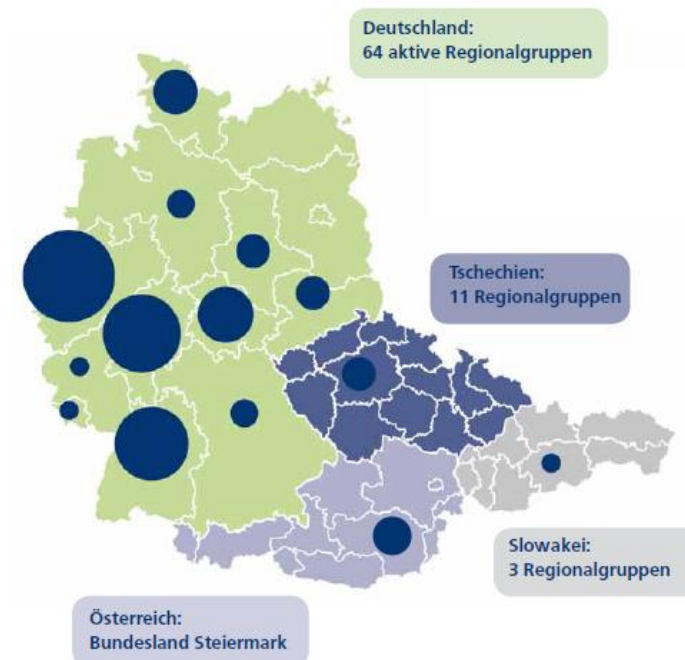 Deutschland:
64 aktive Regionalgruppen
Tschechien:
11 Regionalgruppen
Slowakei:
3 Regionalgruppen
Österreich:
Bundesland Steiermark